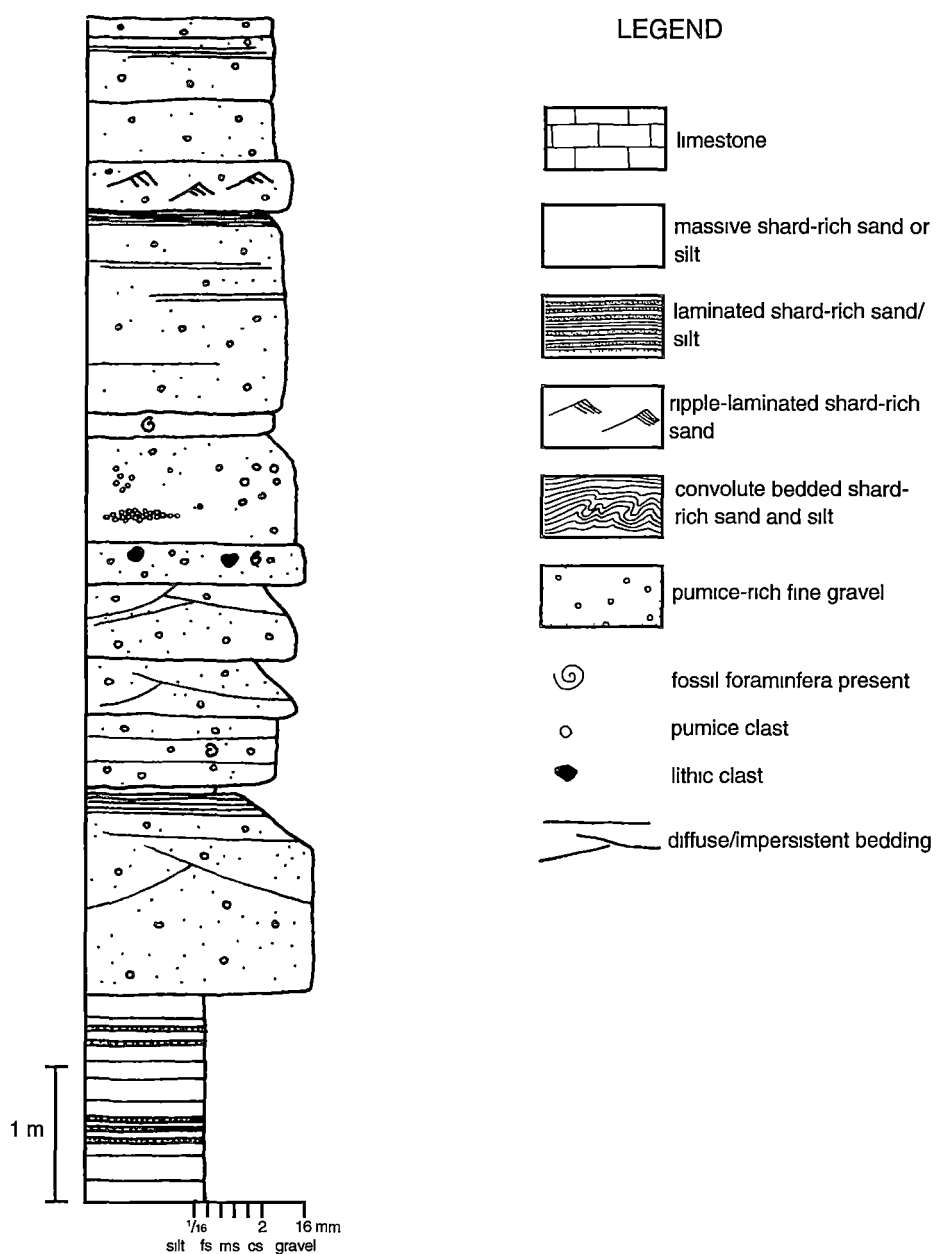 LEGEND
limestone
massive shard-rich sand or
silt
laminated shard-rich sand/
silt
ripple-laminated shard-rich
sand
convolute bedded shard-
rich sand and silt
pumice-rich fine gravel
fossil foraminfera present
pumice clast
lithic clast
diffuse/impersistent bedding
1 m
1/16 2 16 mm
silt fs ms cs gravel